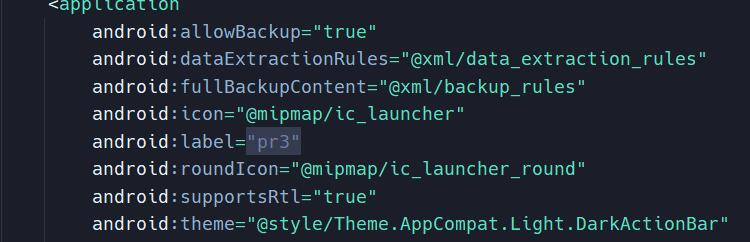 <application
android:allowBackup="true"
android:dataExtractionRules="@xml/data_extraction_rules"
android:fullBackupContent="@xml/backup_rules"
android:icon="@mipmap/ic_launcher"
android:label="pr3"
android:roundIcon="@mipmap/ic_launcher_round"
android:supportsRtl="true"
android:theme="@style/Theme.AppCompat.Light.DarkActionBar"